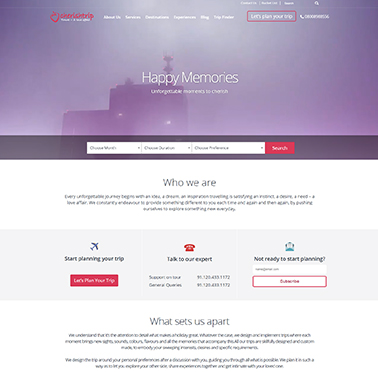 Contact Us
About Us Services Destinations Experiences Blog Trip Finder
Let's plan your trip
Happy Memories
Unforgettable moments to cherish
Choose Month
Choose Duration
Choose Preference
Search
Who we are
Every unforgettable journey begins with an idea, a dream, an inspiration travelling is satisfying an instinct, a desire, a need – a
love affair. We constantly endeavour to provide something different to you each time and again and then again, by pushing
ourselves to explore something new everyday.
Start planning your trip
Let's Plan Your Trip
Talk to our expert
Support on tour 91.120.433.1172
General Queries 91.120.433.1172
Not ready to start planning?
Subscribe
What sets us apart
We understand that it's the attention to detail what makes a holiday great. Whatever the case, we design and implement trips where each
moment brings new sights, sounds, colours, flavours and all the memories that accompany this. All our trips are skilfully designed and custom
made, to embody your sweeping interests, desires and specific requirements.
We design the trip around your personal preferences after a discussion with you, guiding you through all what is possible. We plan it in such a
way as to let you explore your other side, share experiences together and get intimate with your loved one.